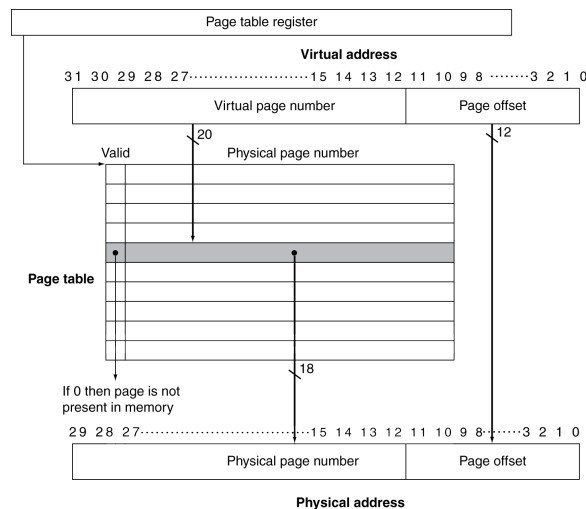 Page table register
Virtual address
31 30 29 28 27·······································15 14 13 12 11 10 9 8 ·······3 2 1 0
Virtual page number Page offset
20 12
Valid Physical page number
Page table
18
If 0 then page is not
present in memory
29 28 27·······································15 14 13 12 11 10 9 8·······3 2 1 0
Physical page number Page offset
Physical address